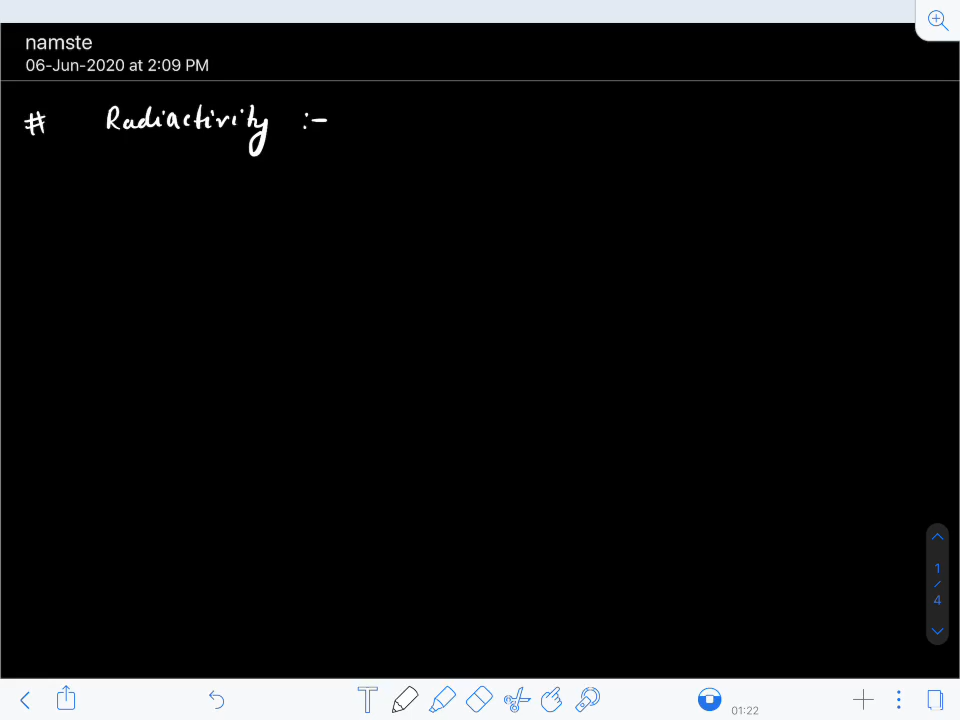 namste
06-Jun-2020 at 2:09 PM
# Radiactivity :-
1
/
4
T
01:22